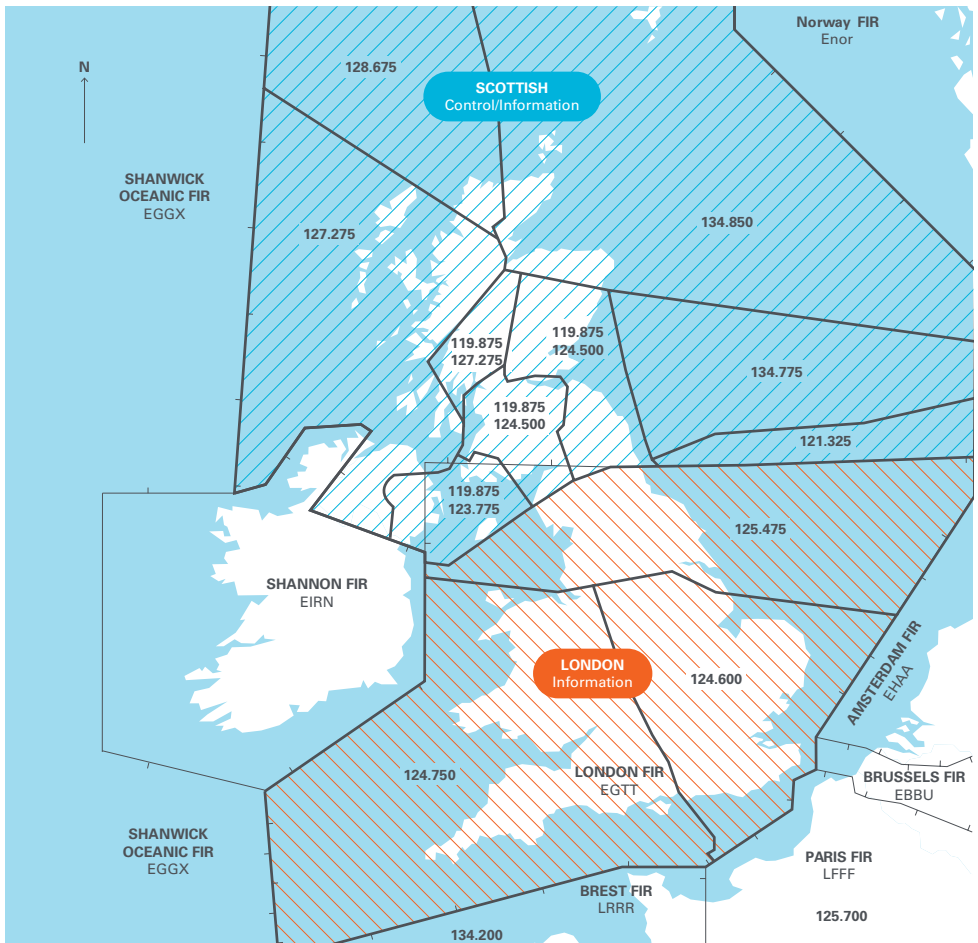 Norway FIR
Enor
N
128.675
SCOTTISH
Control/Information
SHANWICK
OCEANIC FIR
EGGX
127.275
134.850
119.875
127.275
119.875
124.500
134.775
119.875
124.500
121.325
119.875
123.775
125.475
SHANNON FIR
EIRN
LONDON
Information
124.600
AMSTERDAM FIR
EHAA
124.750
LONDON FIR
EGTT
BRUSSELS FIR
EBBU
SHANWICK
OCEANIC FIR
EGGX
PARIS FIR
LFFF
BREST FIR
LRRR
125.700
134.200